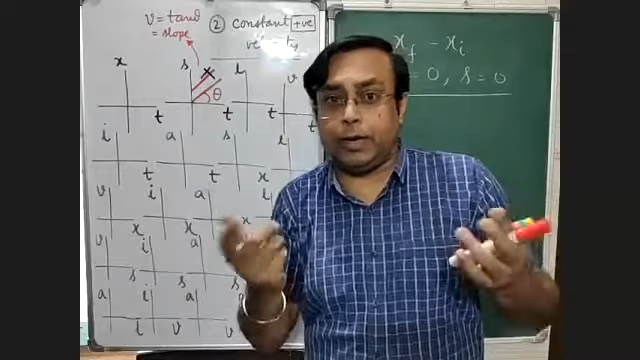 v = tanθ
= slope
② constant +ve
velocity
x s l v
θ
t t t t
i a s l
t t t x
v i a l
x x x
v i a
s s s
a i a
l v v
x_f - x_i
= 0, s = 0